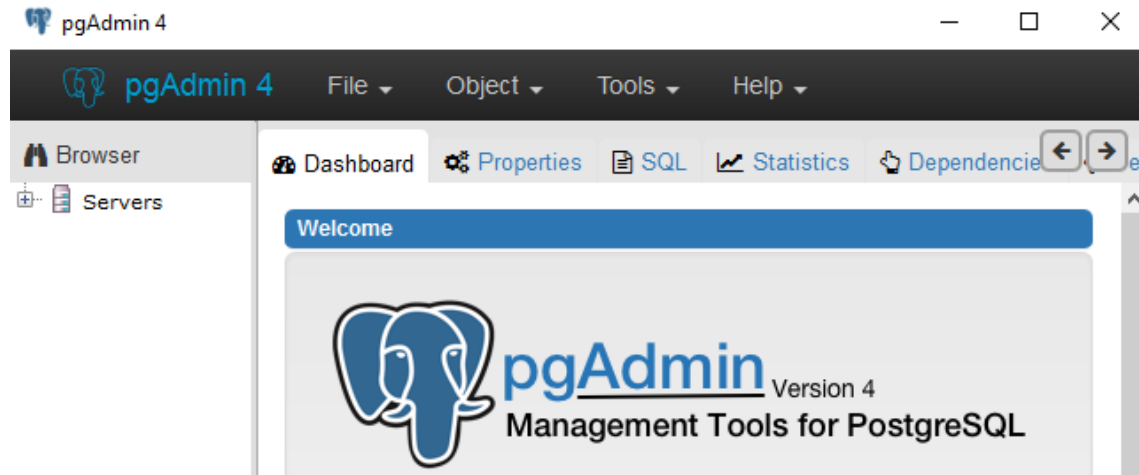 pgAdmin 4
pgAdmin 4 File Object Tools Help
Browser
Dashboard Properties SQL Statistics Dependencie
Servers
Welcome
pgAdmin Version 4
Management Tools for PostgreSQL